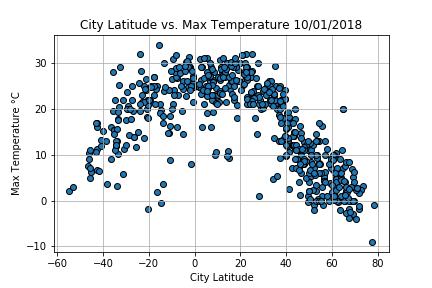 City Latitude vs. Max Temperature 10/01/2018
Max Temperature °C
30
20
10
0
−10
−60 −40 −20 0 20 40 60 80
City Latitude